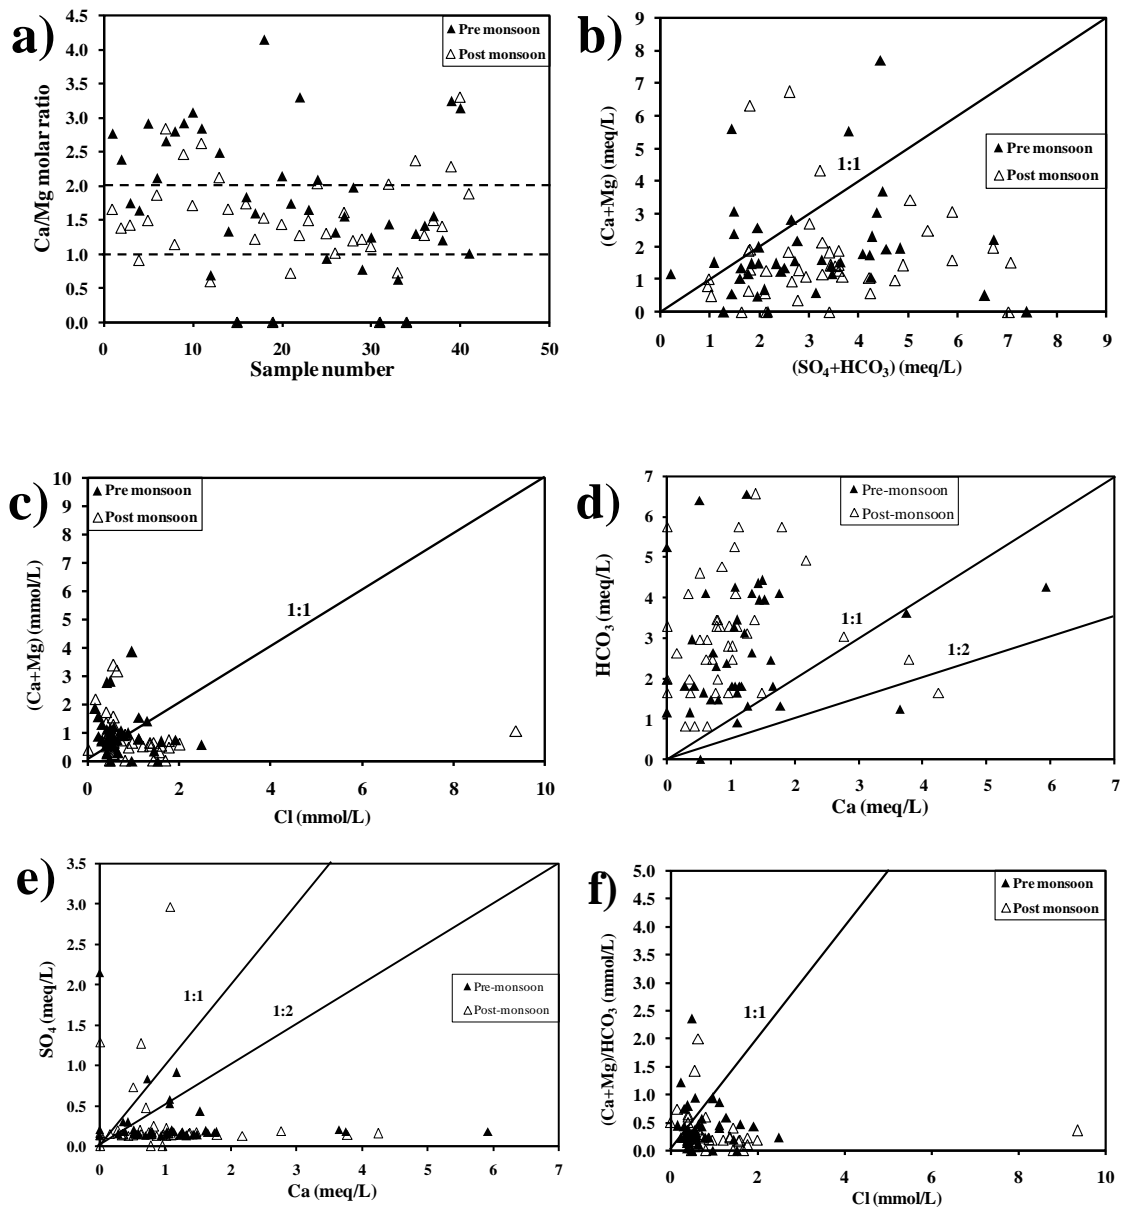 a)
4.5
4.0
3.5
3.0
2.5
2.0
1.5
1.0
0.5
0.0
Ca/Mg molar ratio
Pre monsoon
Post monsoon
0 10 20 30 40 50
Sample number
b)
9
8
7
6
5
4
3
2
1
0
(Ca+Mg) (meq/L)
1:1
Pre monsoon
Post monsoon
0 1 2 3 4 5 6 7 8 9
(SO₄+HCO₃) (meq/L)
c)
10
9
8
7
6
5
4
3
2
1
0
(Ca+Mg) (mmol/L)
Pre monsoon
Post monsoon
1:1
0 2 4 6 8 10
Cl (mmol/L)
d)
7
6
5
4
3
2
1
0
HCO₃ (meq/L)
Pre-monsoon
Post-monsoon
1:1
1:2
0 1 2 3 4 5 6 7
Ca (meq/L)
e)
3.5
3.0
2.5
2.0
1.5
1.0
0.5
0.0
SO₄ (meq/L)
1:1
1:2
Pre-monsoon
Post-monsoon
0 1 2 3 4 5 6 7
Ca (meq/L)
f)
5.0
4.5
4.0
3.5
3.0
2.5
2.0
1.5
1.0
0.5
0.0
(Ca+Mg)/HCO₃ (mmol/L)
1:1
Pre monsoon
Post monsoon
0 2 4 6 8 10
Cl (mmol/L)